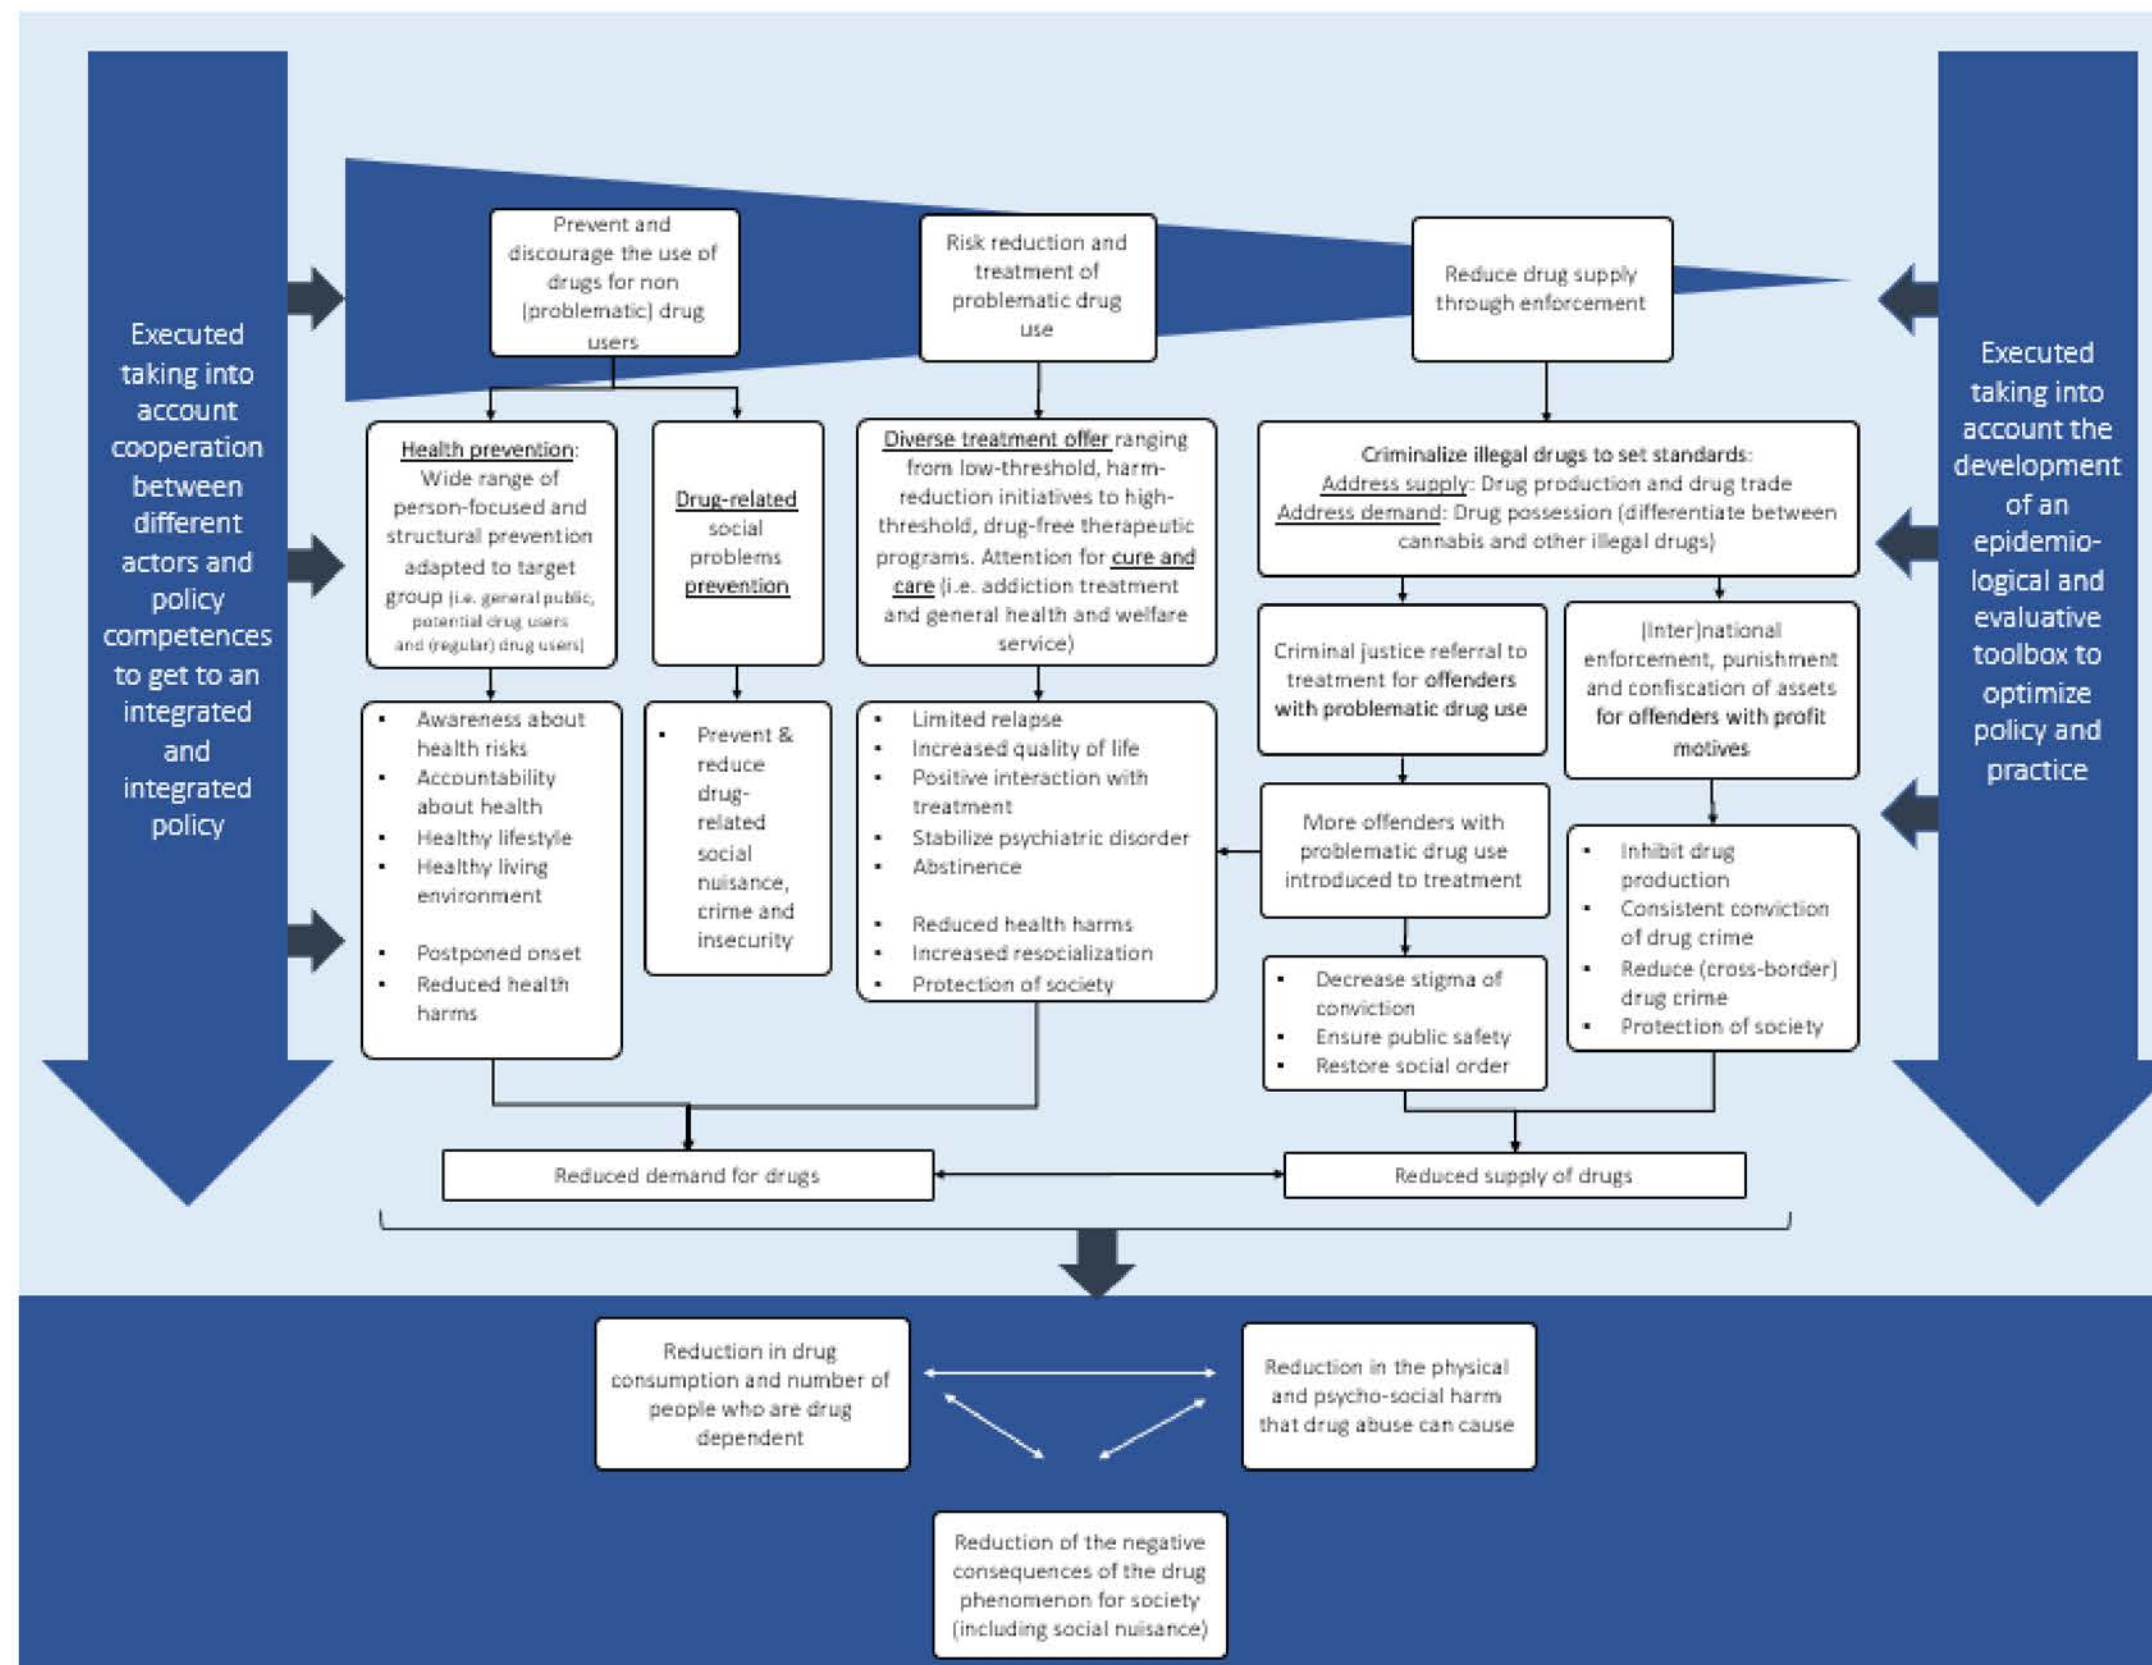 Executed
taking into
account
cooperation
between
different
actors and
policy
competences
to get to an
integrated
and
integrated
policy
Prevent and
discourage the use of
drugs for non
(problematic) drug
users
Risk reduction and
treatment of
problematic drug
use
Reduce drug supply
through enforcement
Health prevention:
Wide range of
person-focused and
structural prevention
adapted to target
group (i.e. general public,
potential drug users
and (regular) drug users)
Drug-related
social
problems
prevention
Diverse treatment offer ranging
from low-threshold, harm-
reduction initiatives to high-
threshold, drug-free therapeutic
programs. Attention for cure and
care (i.e. addiction treatment
and general health and welfare
service)
Criminalize illegal drugs to set standards:
Address supply: Drug production and drug trade
Address demand: Drug possession (differentiate between
cannabis and other illegal drugs)
Criminal justice referral to
treatment for offenders
with problematic drug use
(Inter)national
enforcement, punishment
and confiscation of assets
for offenders with profit
motives
▪ Awareness about
health risks
▪ Accountability
about health
▪ Healthy lifestyle
▪ Healthy living
environment
▪ Postponed onset
▪ Reduced health
harms
▪ Prevent &
reduce
drug-
related
social
nuisance,
crime and
insecurity
▪ Limited relapse
▪ Increased quality of life
▪ Positive interaction with
treatment
▪ Stabilize psychiatric disorder
▪ Abstinence
▪ Reduced health harms
▪ Increased resocialization
▪ Protection of society
More offenders with
problematic drug use
introduced to treatment
▪ Decrease stigma of
conviction
▪ Ensure public safety
▪ Restore social order
▪ Inhibit drug
production
▪ Consistent conviction
of drug crime
▪ Reduce (cross-border)
drug crime
▪ Protection of society
Executed
taking into
account the
development
of an
epidemio-
logical and
evaluative
toolbox to
optimize
policy and
practice
Reduced demand for drugs
Reduced supply of drugs
Reduction in drug
consumption and number of
people who are drug
dependent
Reduction in the physical
and psycho-social harm
that drug abuse can cause
Reduction of the negative
consequences of the drug
phenomenon for society
(including social nuisance)